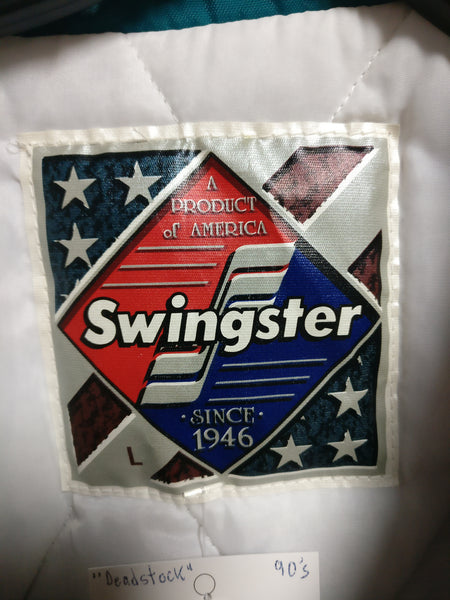 A
PRODUCT
of AMERICA
Swingster
· SINCE ·
1946
L
"Deadstock" 90's